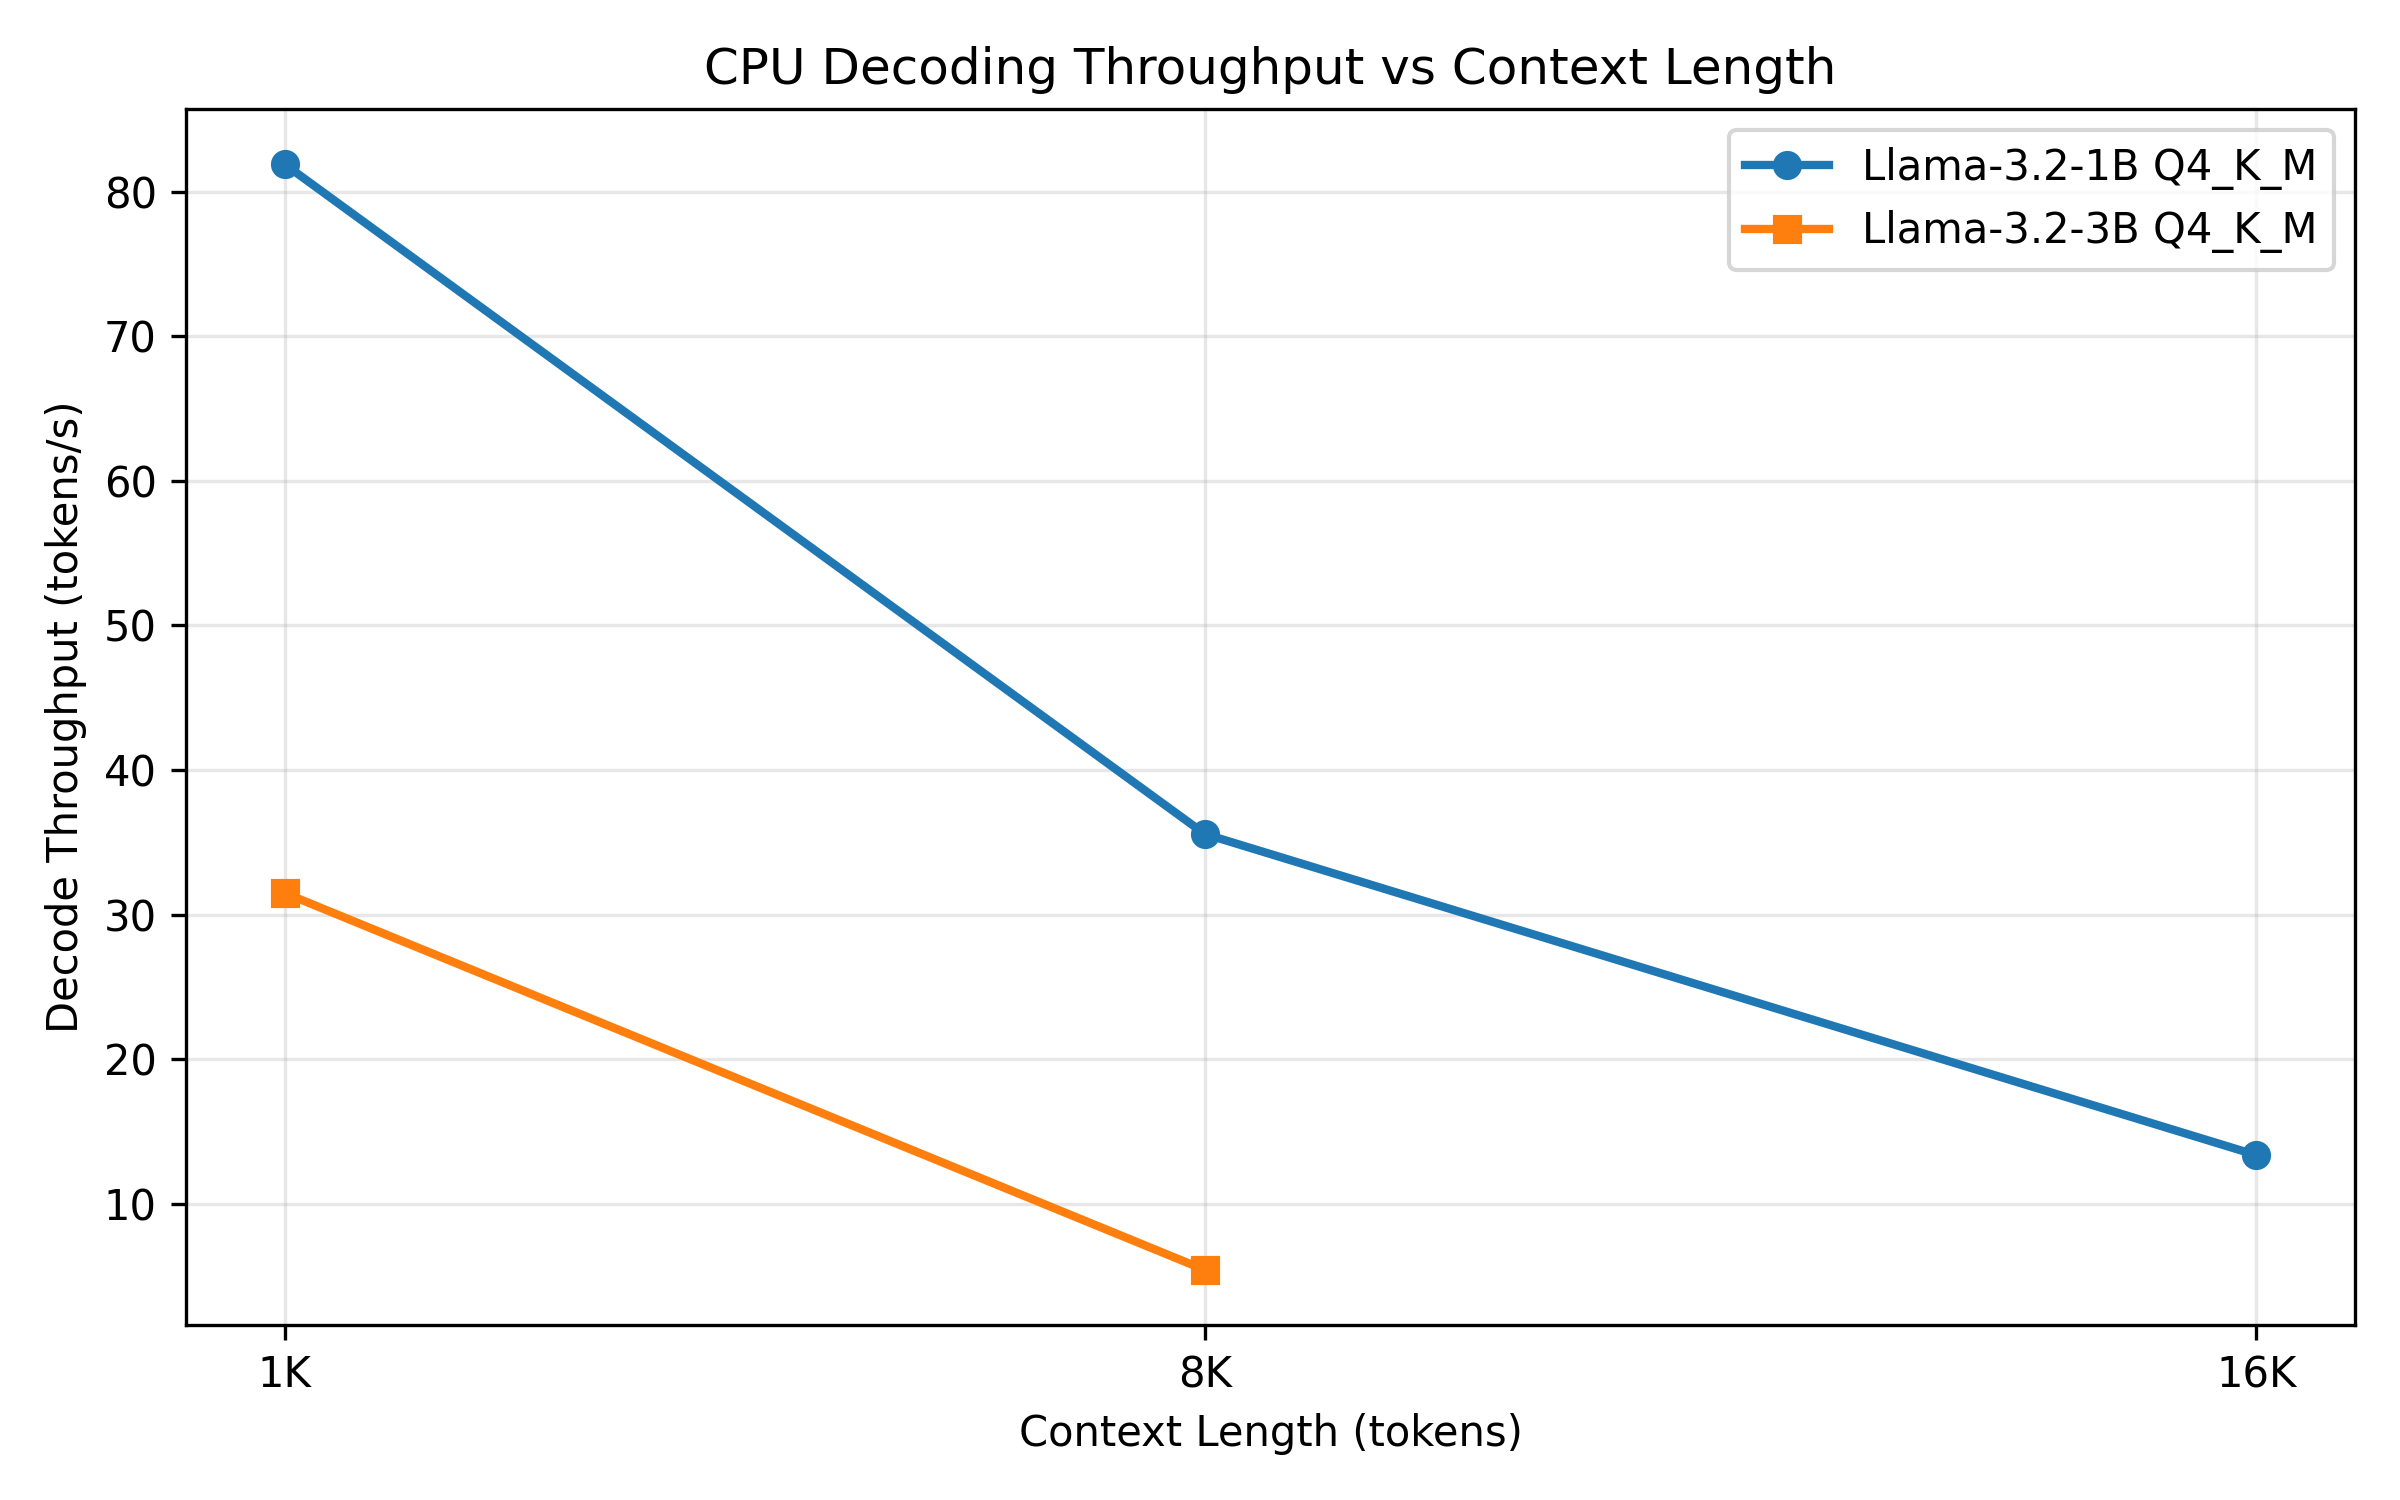 CPU Decoding Throughput vs Context Length
Llama-3.2-1B Q4_K_M
Llama-3.2-3B Q4_K_M
Decode Throughput (tokens/s)
80
70
60
50
40
30
20
10
1K 8K 16K
Context Length (tokens)